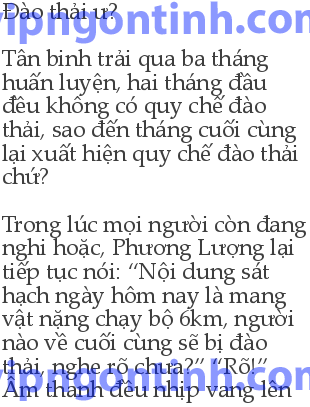 Đào thải ư?
vipngontinh.com
Tân binh trải qua ba tháng
huấn luyện, hai tháng đầu
đều không có quy chế đào
thải, sao đến tháng cuối cùng
lại xuất hiện quy chế đào thải
chứ?
Trong lúc mọi người còn đang
nghi hoặc, Phương Lượng lại
tiếp tục nói: “Nội dung sát
hạch ngày hôm nay là mang
vật nặng chạy bộ 6km, người
nào về cuối cùng sẽ bị đào
thải, nghe rõ chưa?” “Rõ!”
vipngontinh.com
Âm thanh đều nhịp vang lên